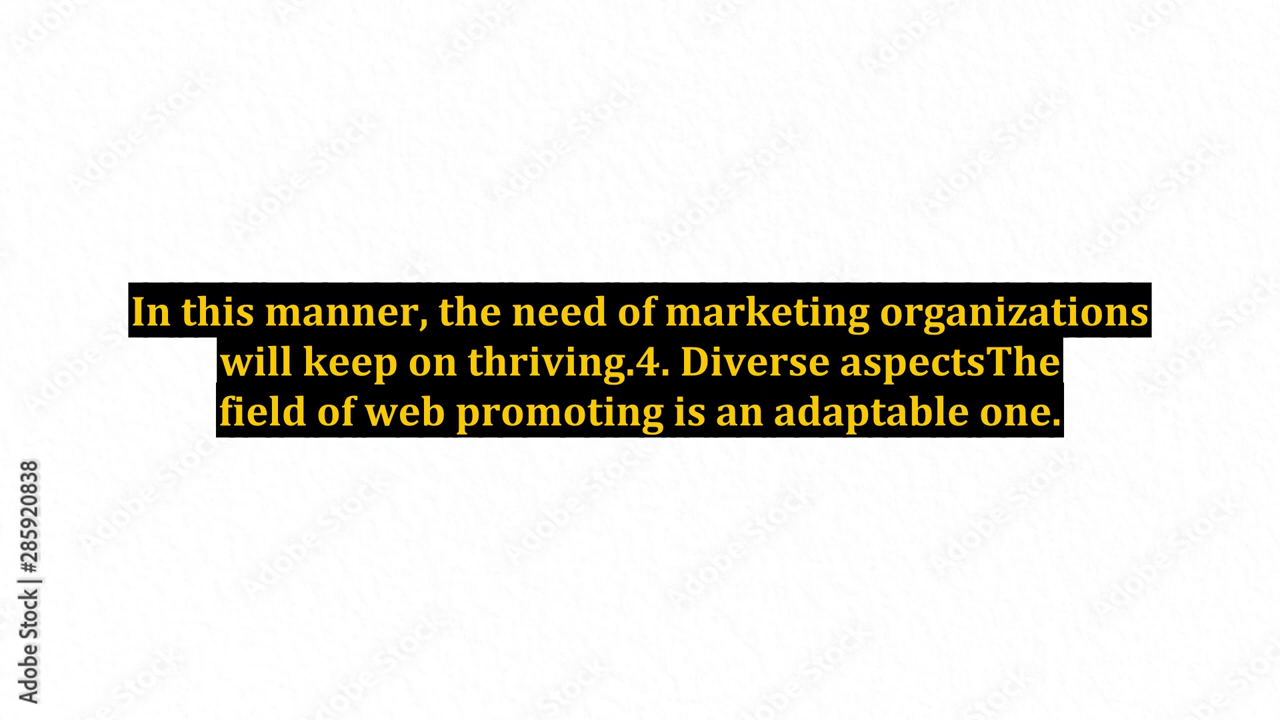 In this manner, the need of marketing organizations
will keep on thriving.4. Diverse aspectsThe
field of web promoting is an adaptable one.
Adobe Stock | #285920838